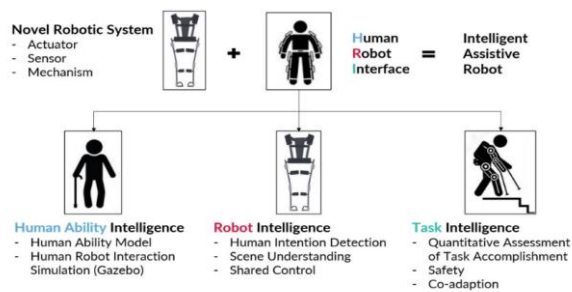 Novel Robotic System
- Actuator
- Sensor
- Mechanism
+
Human
Robot
Interface
=
Intelligent
Assistive
Robot
Human Ability Intelligence
- Human Ability Model
- Human Robot Interaction
Simulation (Gazebo)
Robot Intelligence
- Human Intention Detection
- Scene Understanding
- Shared Control
Task Intelligence
- Quantitative Assessment
of Task Accomplishment
- Safety
- Co-adaption